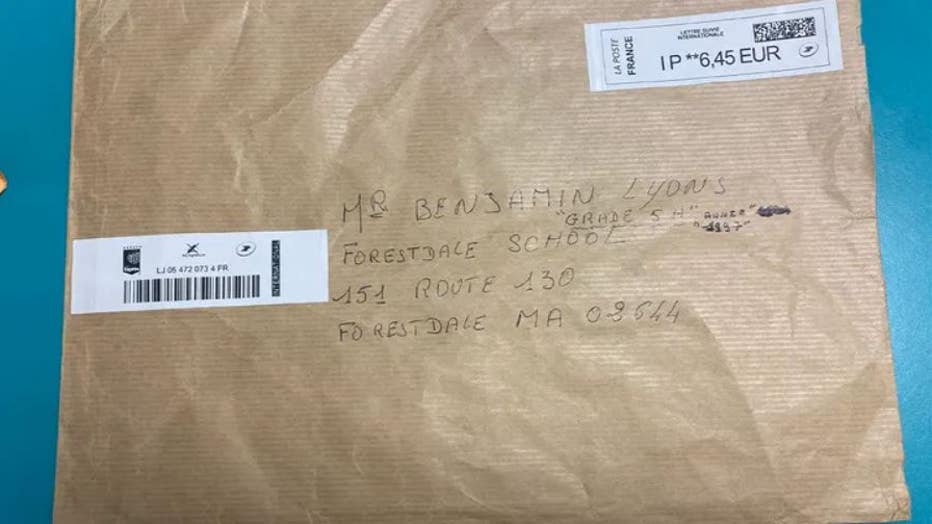 LETTRE SUIVIE
INTERNATIONALE
LA POSTE
FRANCE
IP **6,45 EUR
MR BENJAMIN LYONS
"GRADE 5 H" "ANNEE"
"1997"
FORESTDALE SCHOOL
151 ROUTE 130
FORESTDALE MA 02644
LJ 05 472 073 4 FR
INTERNATIONAL